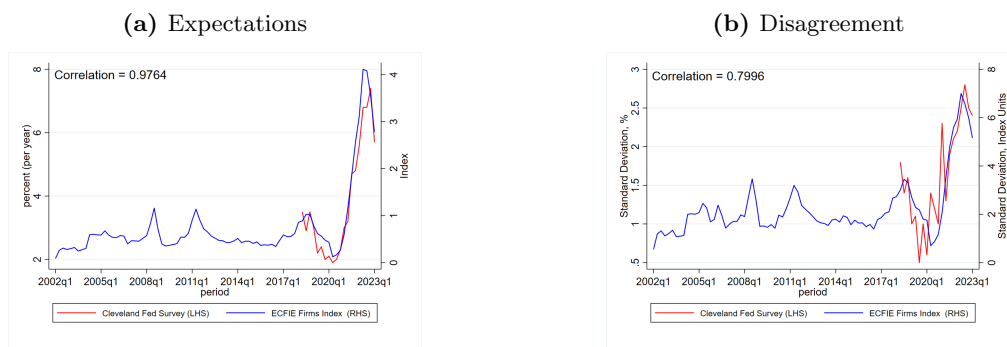 (a) Expectations
(b) Disagreement
Correlation = 0.9764
8
6
4
2
percent (per year)
4
3
2
1
0
Index
2002q1 2005q1 2008q1 2011q1 2014q1 2017q1 2020q1 2023q1
period
Cleveland Fed Survey (LHS) ECFIE Firms Index (RHS)
Correlation = 0.7996
3
2.5
2
1.5
1
.5
Standard Deviation, %
8
6
4
2
0
Standard Deviation, Index Units
2002q1 2005q1 2008q1 2011q1 2014q1 2017q1 2020q1 2023q1
period
Cleveland Fed Survey (LHS) ECFIE Firms Index (RHS)